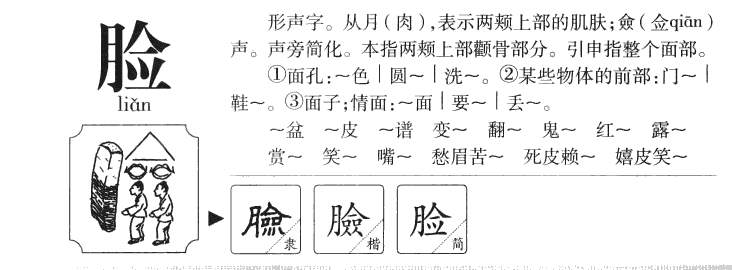 脸
liǎn
形声字。从月(肉),表示两颊上部的肌肤;僉(佥qiān)
声。声旁简化。本指两颊上部颧骨部分。引申指整个面部。
①面孔:～色|圆～|洗～。②某些物体的前部:门～|
鞋～。③面子;情面:～面|要～|丢～。
～盆 ～皮 ～谱 变～ 翻～ 鬼～ 红～ 露～
赏～ 笑～ 嘴～ 愁眉苦～ 死皮赖～ 嬉皮笑～
臉 隶
臉 楷
脸 简